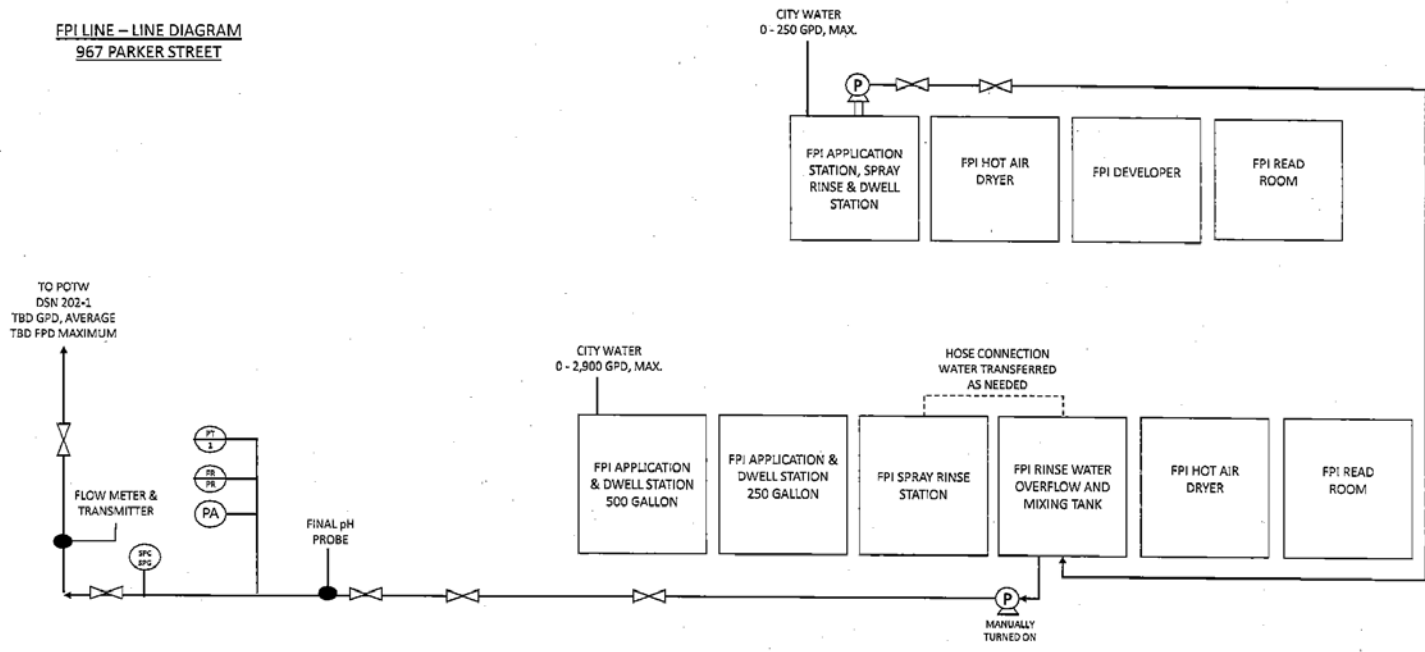 FPI LINE – LINE DIAGRAM
967 PARKER STREET
CITY WATER
0 - 250 GPD, MAX.
P
FPI APPLICATION
STATION, SPRAY
RINSE & DWELL
STATION
FPI HOT AIR
DRYER
FPI DEVELOPER
FPI READ
ROOM
TO POTW
DSN 202-1
TBD GPD, AVERAGE
TBD FPD MAXIMUM
CITY WATER
0 - 2,900 GPD, MAX.
HOSE CONNECTION
WATER TRANSFERRED
AS NEEDED
FPI APPLICATION
& DWELL STATION
500 GALLON
FPI APPLICATION &
DWELL STATION
250 GALLON
FPI SPRAY RINSE
STATION
FPI RINSE WATER
OVERFLOW AND
MIXING TANK
FPI HOT AIR
DRYER
FPI READ
ROOM
PT
1
FR
PR
PA
FLOW METER &
TRANSMITTER
FINAL pH
PROBE
SPC
SPG
P
MANUALLY
TURNED ON